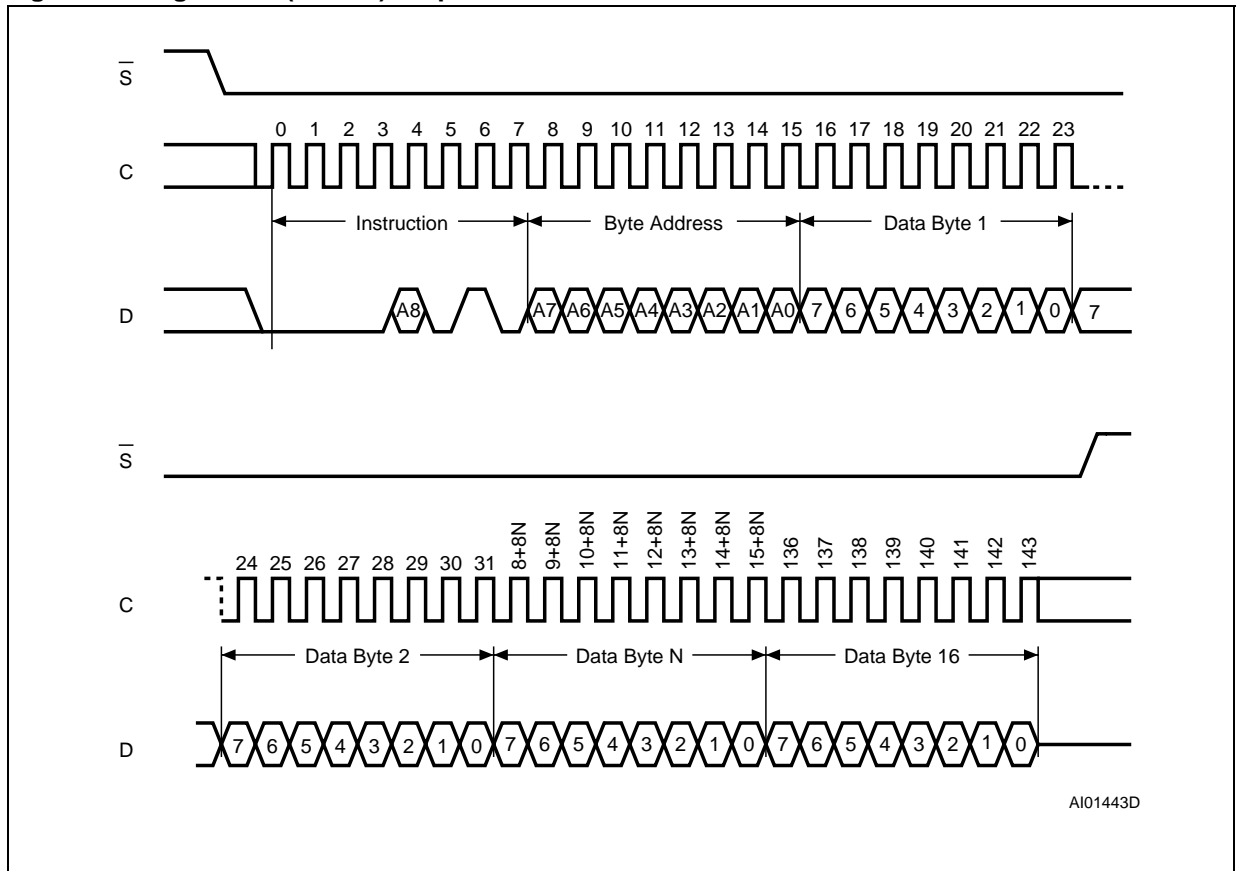 S
0 1 2 3 4 5 6 7 8 9 10 11 12 13 14 15 16 17 18 19 20 21 22 23
C
Instruction Byte Address Data Byte 1
D A8 A7 A6 A5 A4 A3 A2 A1 A0 7 6 5 4 3 2 1 0 7
S
24 25 26 27 28 29 30 31 8+8N 9+8N 10+8N 11+8N 12+8N 13+8N 14+8N 15+8N 136 137 138 139 140 141 142 143
C
Data Byte 2 Data Byte N Data Byte 16
D 7 6 5 4 3 2 1 0 7 6 5 4 3 2 1 0 7 6 5 4 3 2 1 0
AI01443D